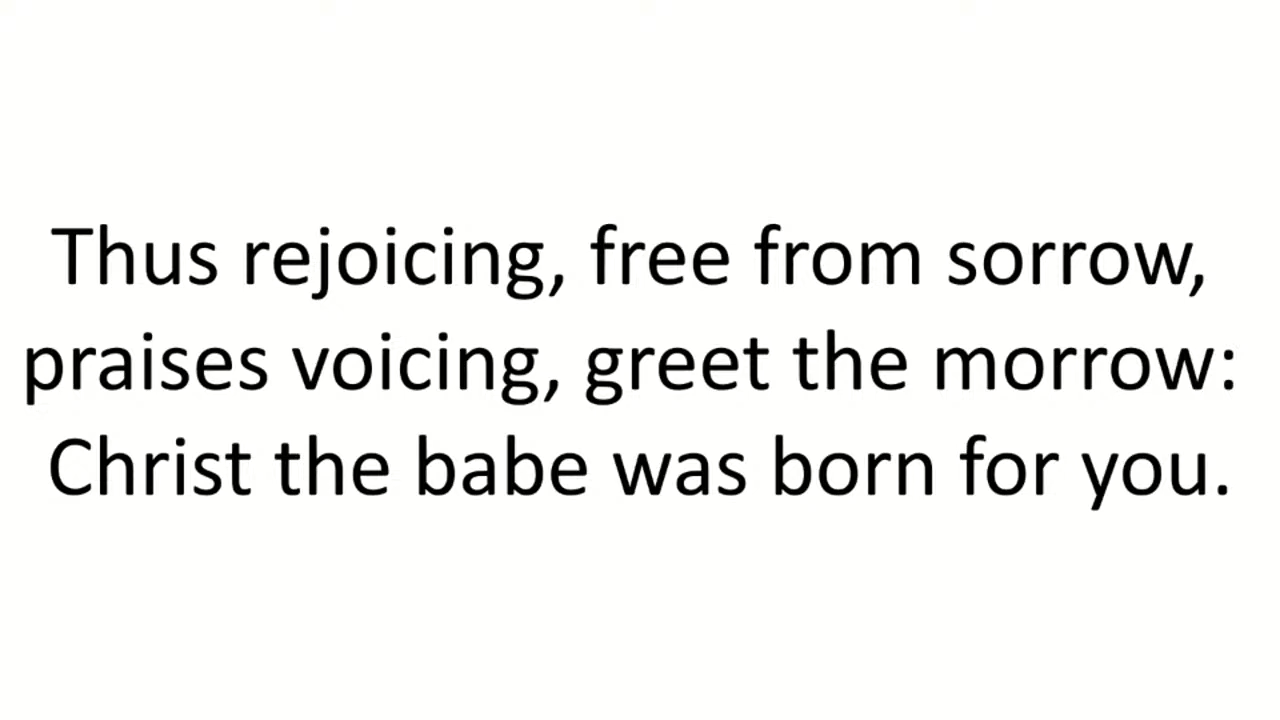 Thus rejoicing, free from sorrow,
praises voicing, greet the morrow:
Christ the babe was born for you.